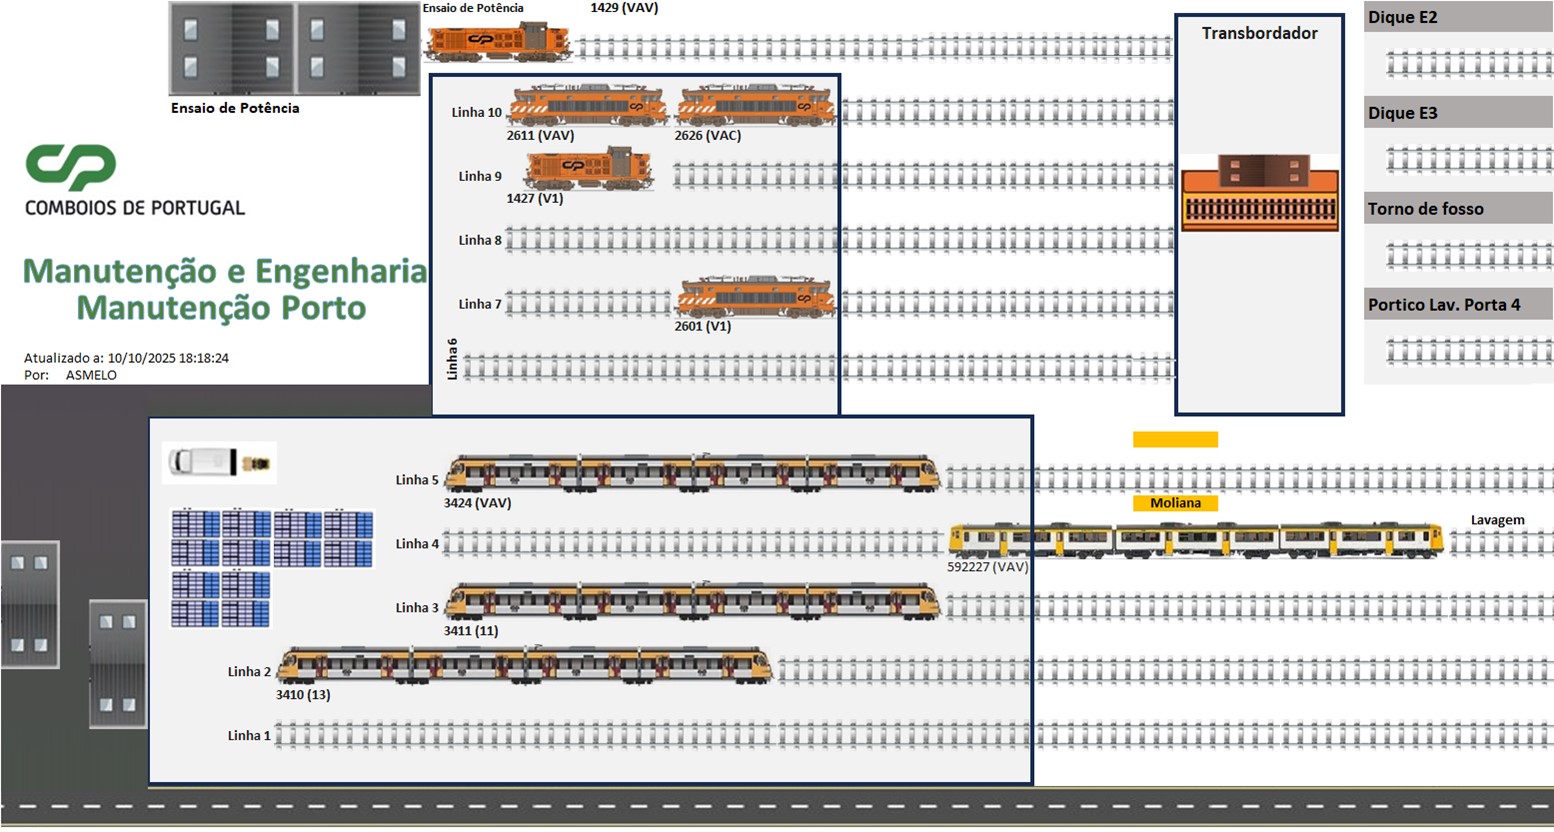 Ensaio de Potência
1429 (VAV)
Ensaio de Potência
Transbordador
Dique E2
Dique E3
Torno de fosso
Portico Lav. Porta 4
CP
COMBOIOS DE PORTUGAL
Manutenção e Engenharia
Manutenção Porto
Atualizado a: 10/10/2025 18:18:24
Por: ASMELO
Linha 10
2611 (VAV)
2626 (VAC)
Linha 9
1427 (V1)
Linha 8
Linha 7
2601 (V1)
Linha6
Linha 5
3424 (VAV)
Moliana
Lavagem
Linha 4
592227 (VAV)
Linha 3
3411 (11)
Linha 2
3410 (13)
Linha 1